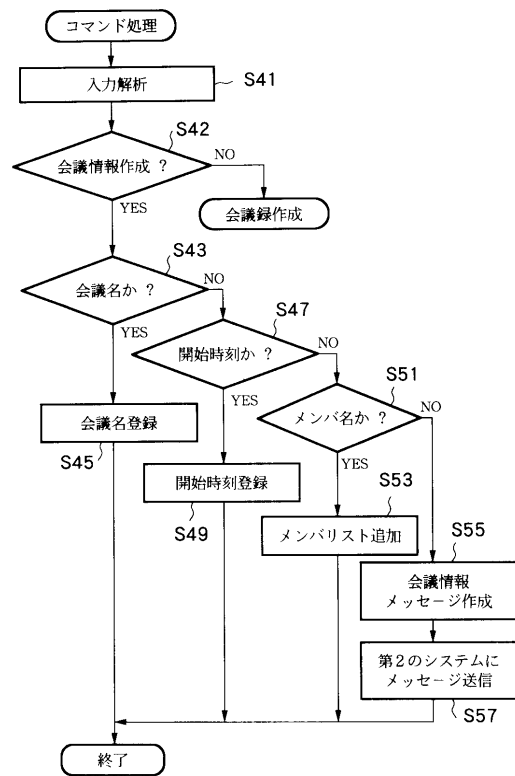 コマンド処理
入力解析
S41
S42
会議情報作成 ?
NO
YES
会議録作成
S43
会議名か ?
NO
YES
S47
開始時刻か ?
NO
YES
S51
メンバ名か ?
NO
YES
会議名登録
S45
開始時刻登録
S49
S53
メンバリスト追加
S55
会議情報
メッセージ作成
第2のシステムに
メッセージ送信
S57
終了